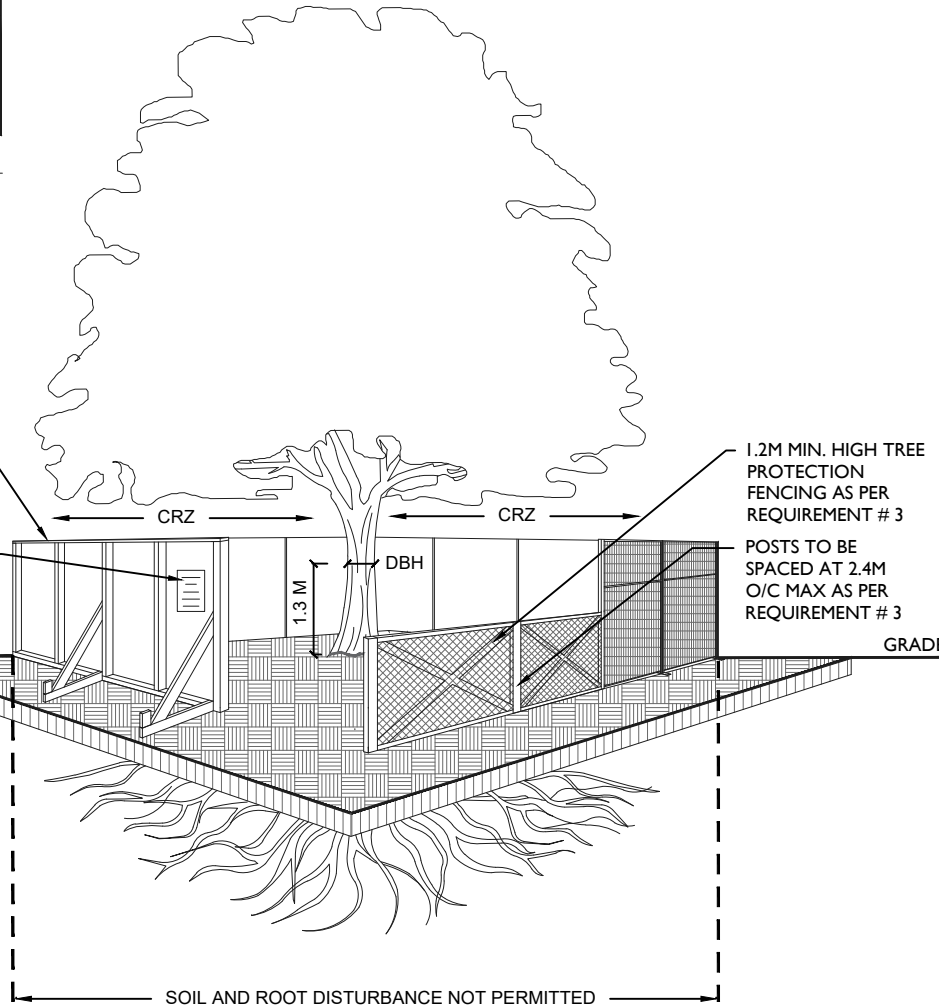 CRZ
CRZ
1.2M MIN. HIGH TREE
PROTECTION
FENCING AS PER
REQUIREMENT # 3
DBH
1.3 M
POSTS TO BE
SPACED AT 2.4M
O/C MAX AS PER
REQUIREMENT # 3
GRADE
SOIL AND ROOT DISTURBANCE NOT PERMITTED